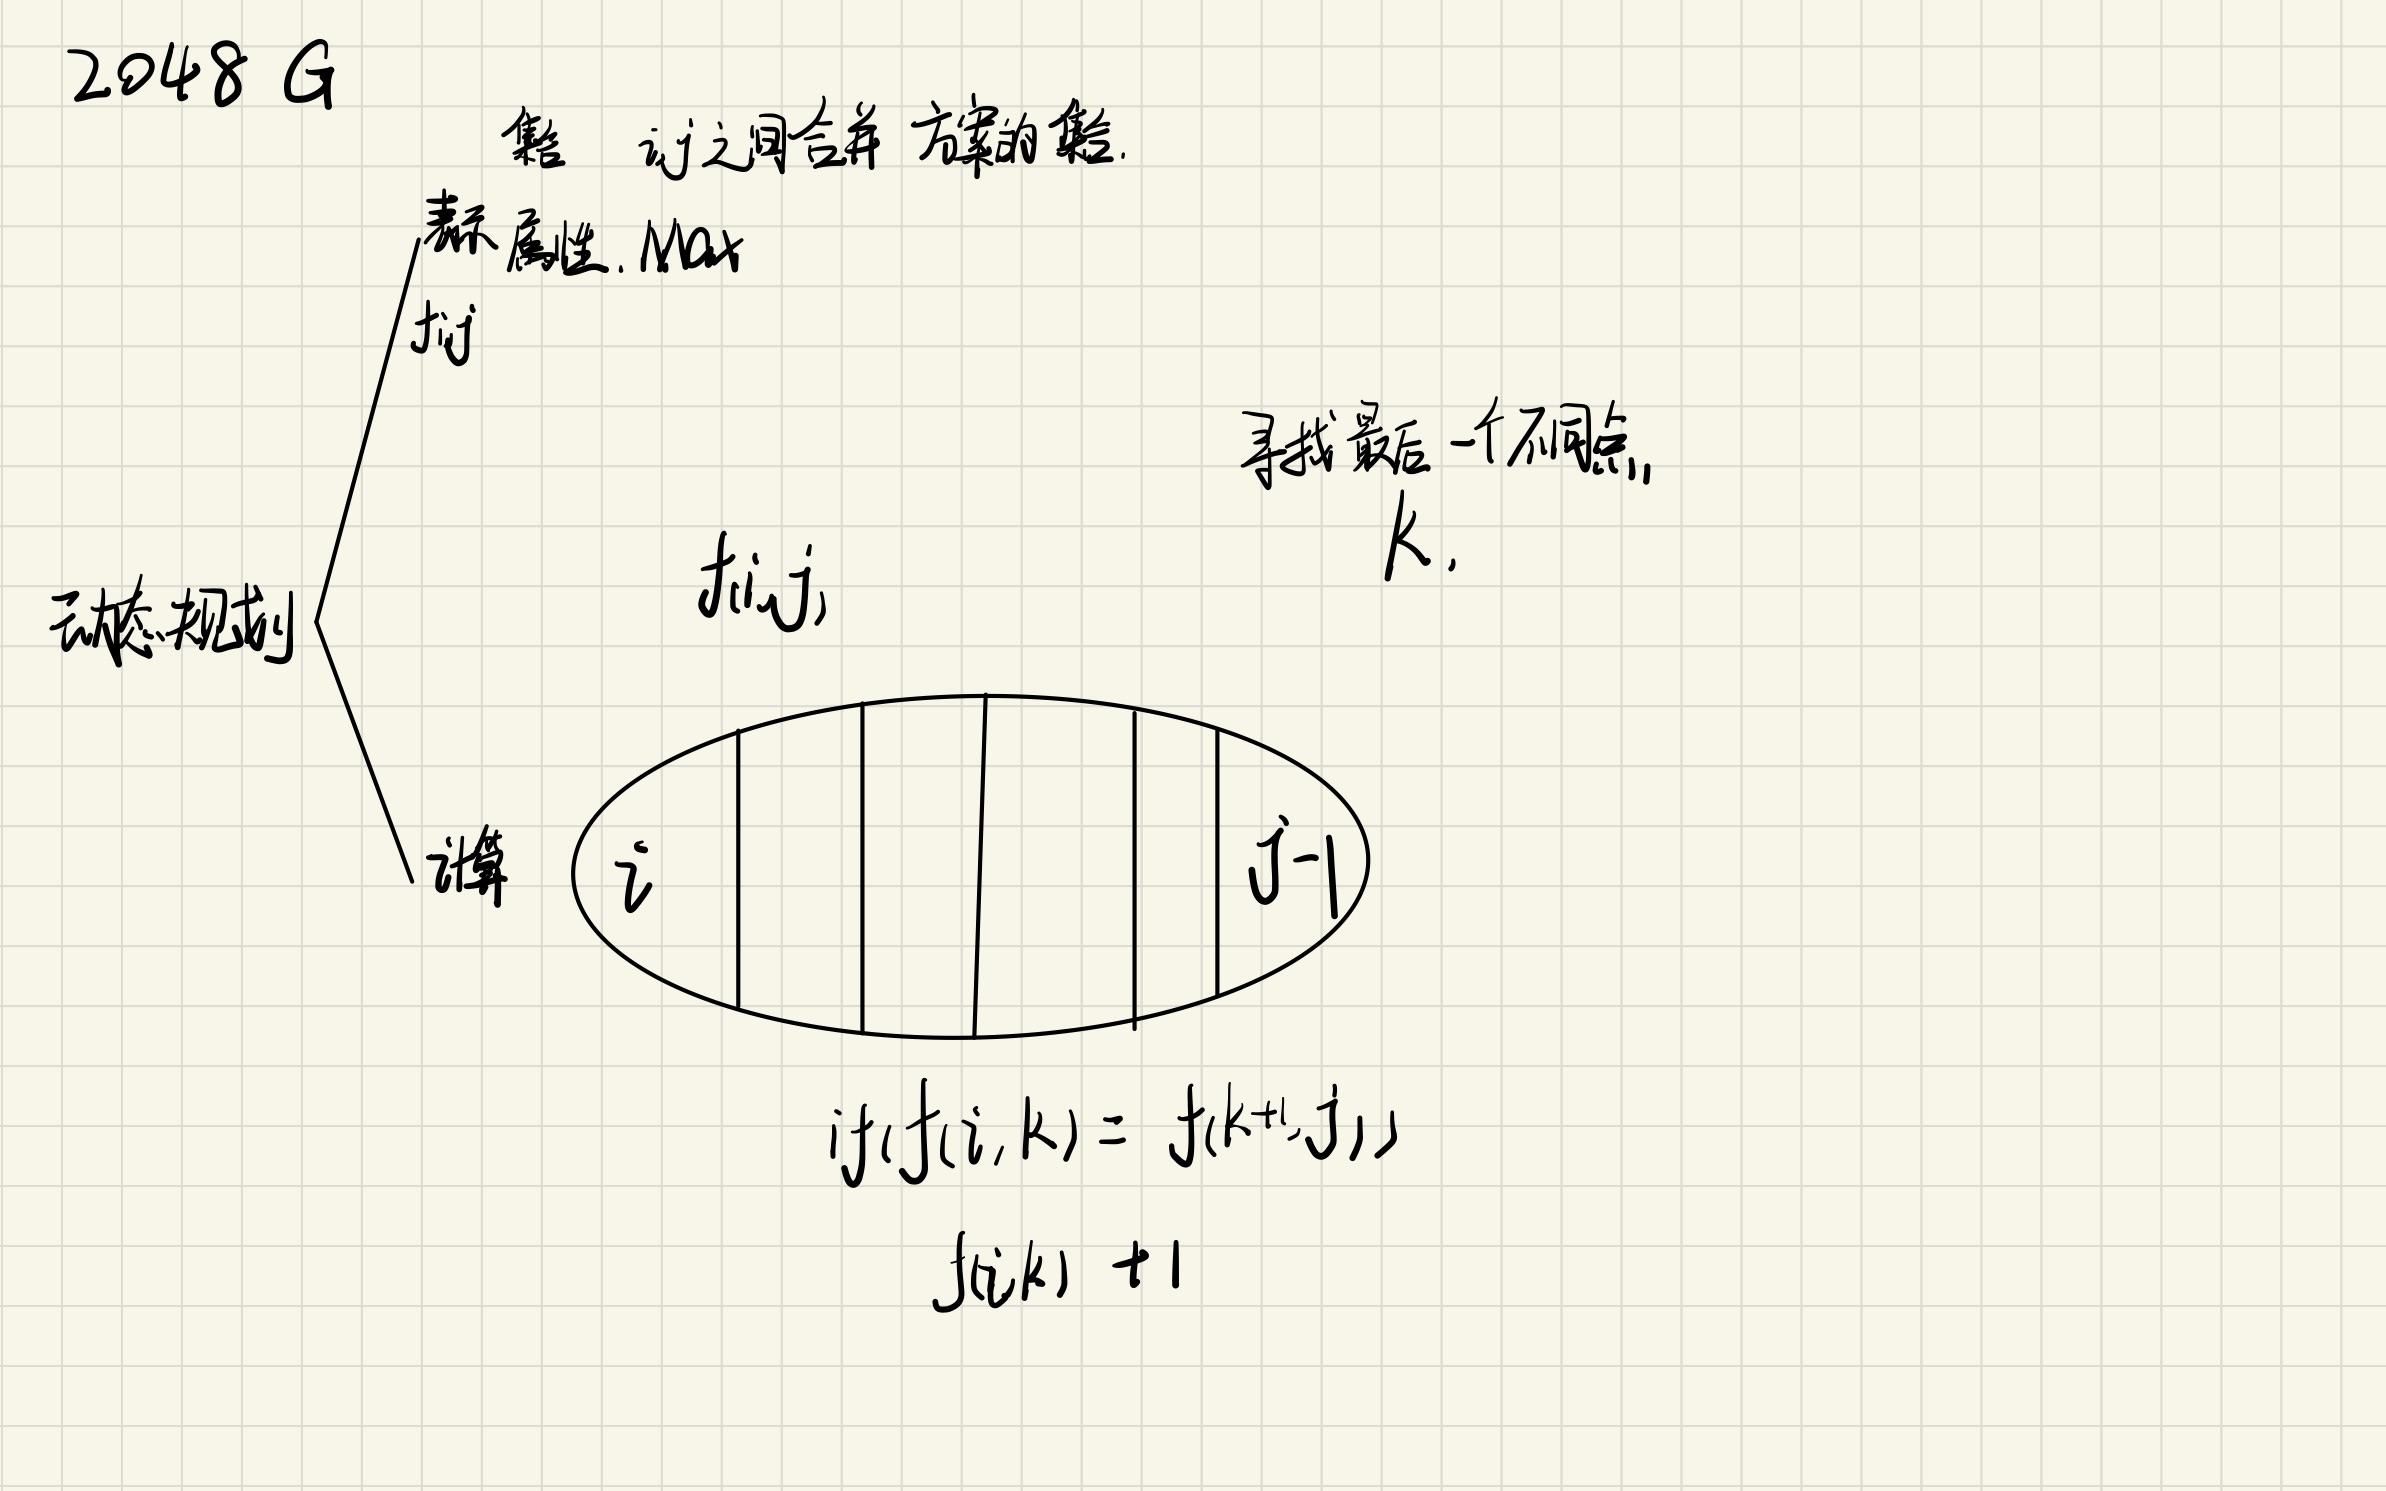 2048 G
集合 i,j之间合并方案的集合.
表示 属性. Max
f i,j
寻找最后一个不同点,
k.
f(i,j)
动态规划
计算
i
j-1
if(f(i,k) = f(k+1,j))
f(i,k) +1